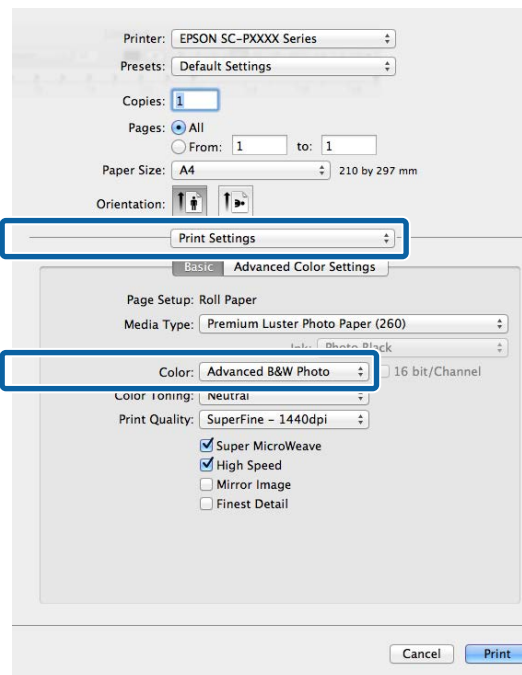 Printer: EPSON SC-PXXXX Series
Presets: Default Settings
Copies: 1
Pages: All
From: 1 to: 1
Paper Size: A4 210 by 297 mm
Orientation:
Print Settings
Basic Advanced Color Settings
Page Setup: Roll Paper
Media Type: Premium Luster Photo Paper (260)
Ink: Photo Black
Color: Advanced B&W Photo 16 bit/Channel
Color Toning: Neutral
Print Quality: SuperFine – 1440dpi
Super MicroWeave
High Speed
Mirror Image
Finest Detail
Cancel Print